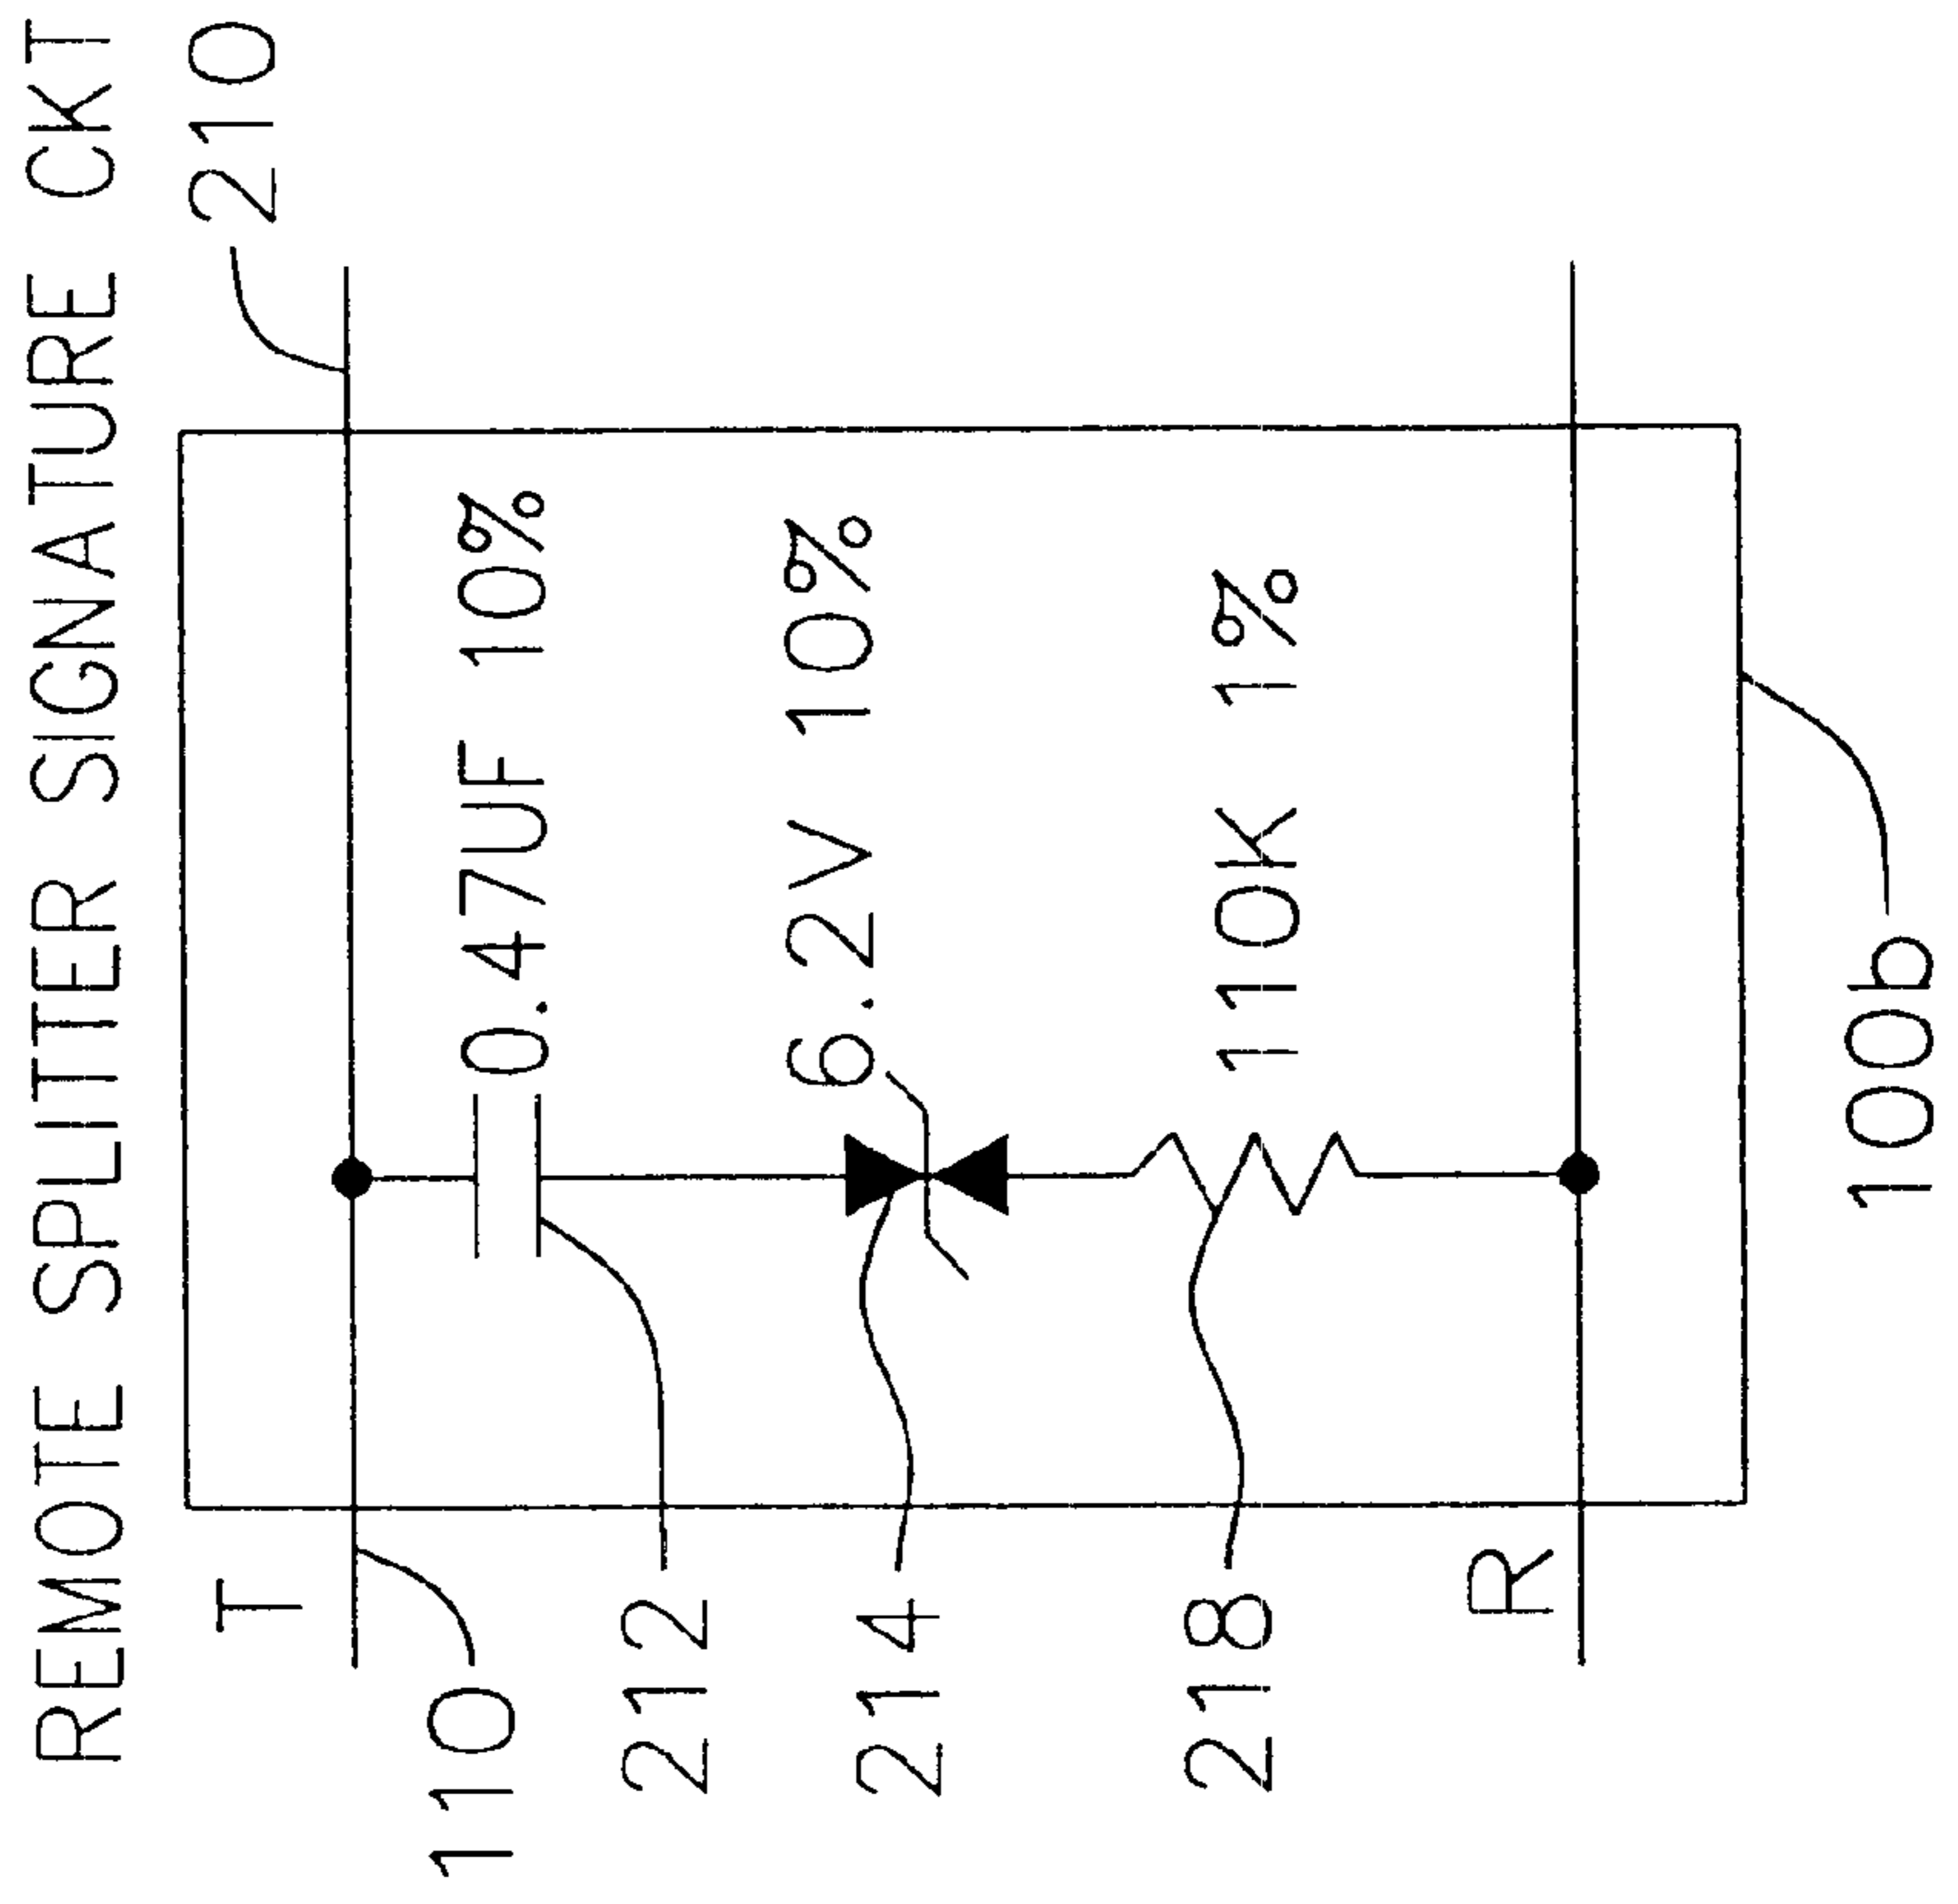 REMOTE SPLITTER SIGNATURE CKT
T
210
110
0.47UF 10%
212
6.2V 10%
214
110K 1%
218
R
100b